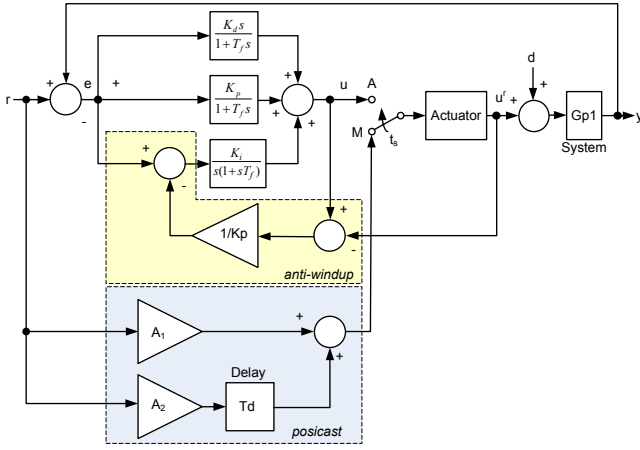 K_d s
1+T_f s
d
r + e + K_p
1+T_f s
+ + + u A
M
t_s
Actuator
u^r + +
Gp1
System
y
-
+ - K_i
s(1+sT_f)
1/Kp
+
-
anti-windup
A_1
+
+
Delay
A_2
Td
posicast